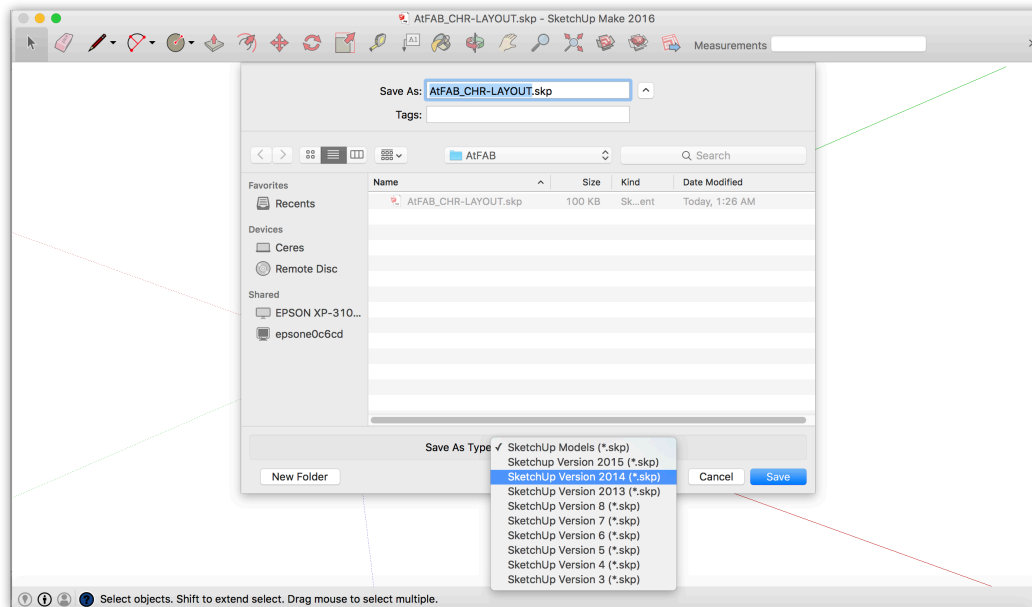 AtFAB_CHR-LAYOUT.skp - SketchUp Make 2016
A1
Measurements
Save As: AtFAB_CHR-LAYOUT.skp
Tags:
AtFAB
Search
Favorites
Recents
Devices
Ceres
Remote Disc
Shared
EPSON XP-310...
epsone0c6cd
Name Size Kind Date Modified
AtFAB_CHR-LAYOUT.skp 100 KB Sk...ent Today, 1:26 AM
Save As Type ✓ SketchUp Models (*.skp)
Sketchup Version 2015 (*.skp)
SketchUp Version 2014 (*.skp)
SketchUp Version 2013 (*.skp)
SketchUp Version 8 (*.skp)
SketchUp Version 7 (*.skp)
SketchUp Version 6 (*.skp)
SketchUp Version 5 (*.skp)
SketchUp Version 4 (*.skp)
SketchUp Version 3 (*.skp)
New Folder
Cancel
Save
Select objects. Shift to extend select. Drag mouse to select multiple.